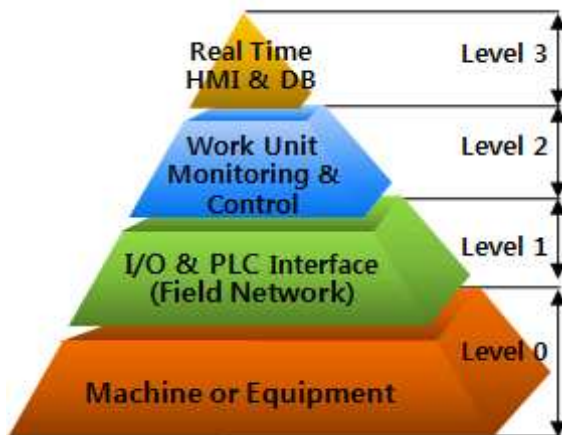 Real Time
HMI & DB
Level 3
Work Unit
Monitoring &
Control
Level 2
I/O & PLC Interface
(Field Network)
Level 1
Machine or Equipment
Level 0